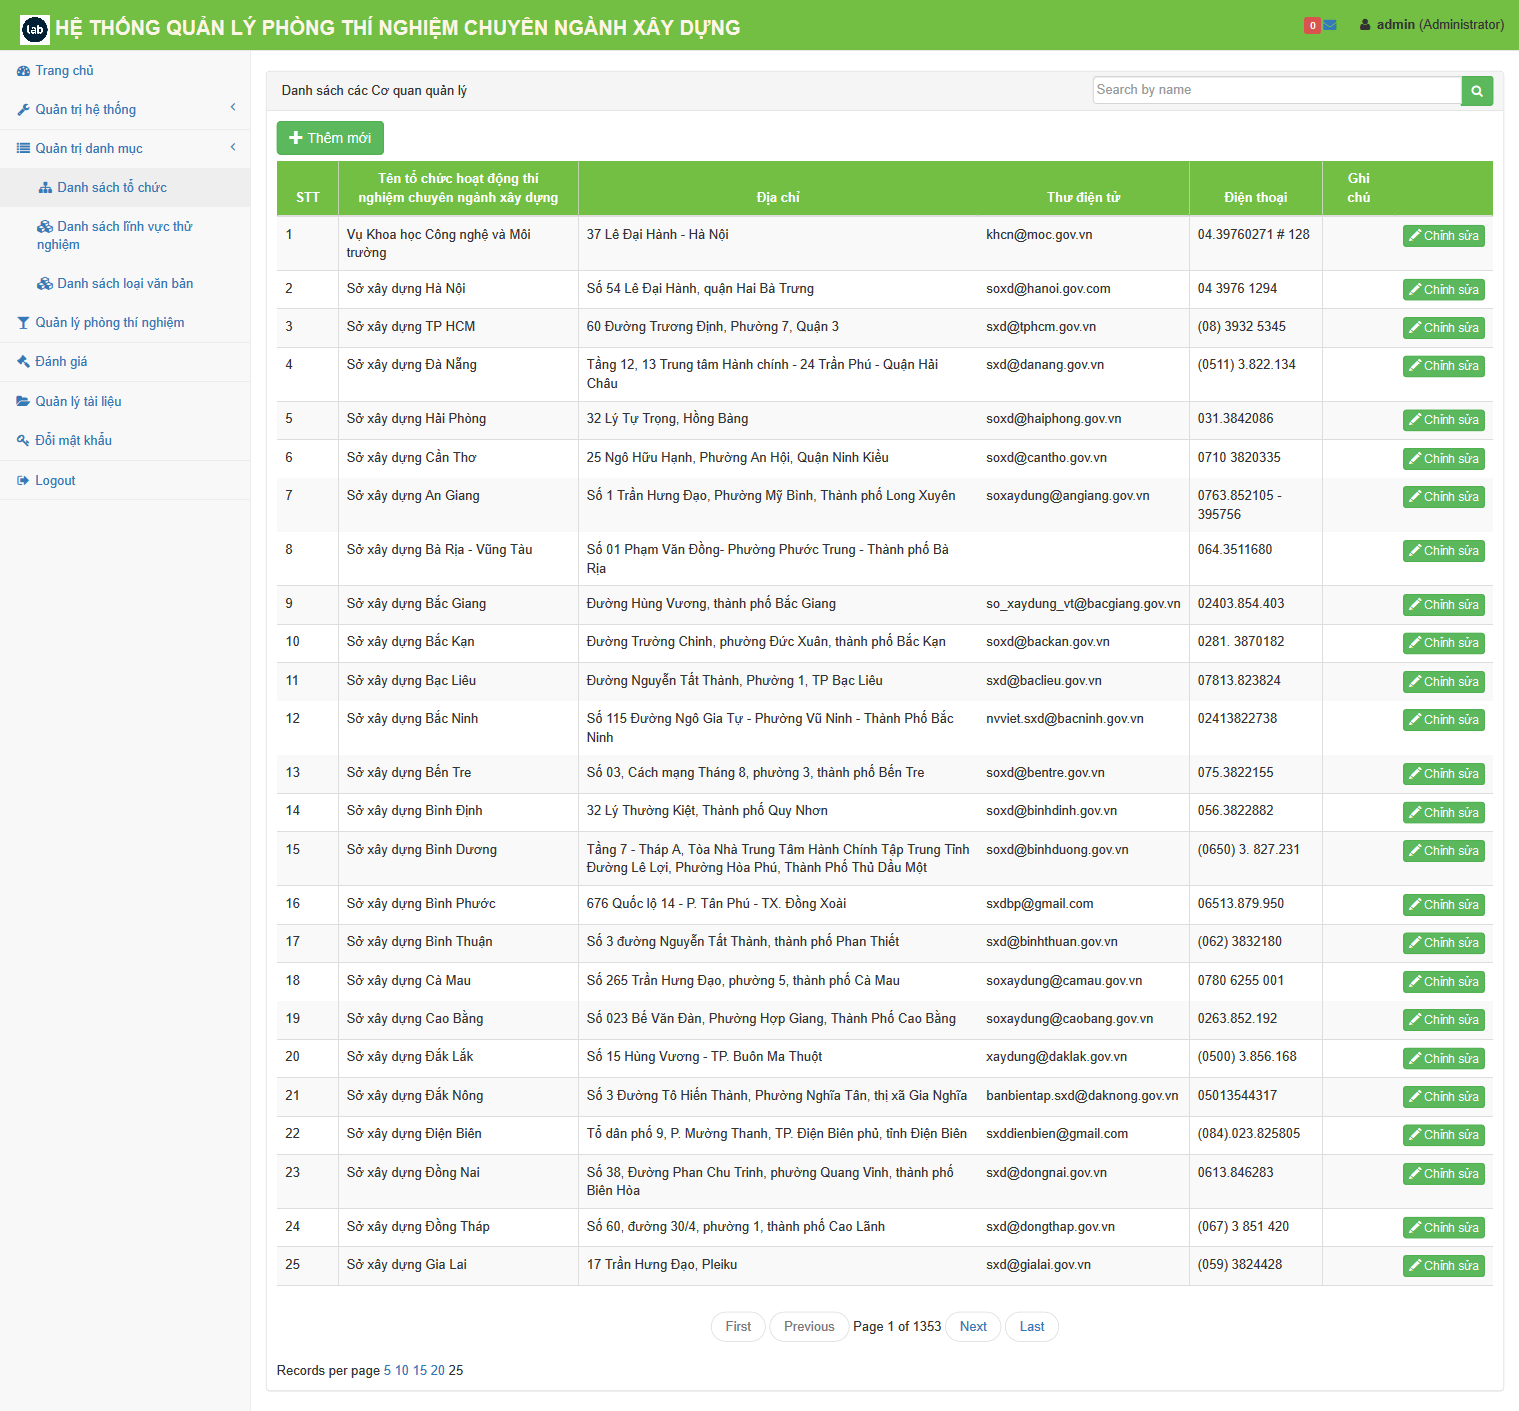 lab HỆ THỐNG QUẢN LÝ PHÒNG THÍ NGHIỆM CHUYÊN NGÀNH XÂY DỰNG
0 admin (Administrator)
Trang chủ
Quản trị hệ thống
Quản trị danh mục
Danh sách tổ chức
Danh sách lĩnh vực thử
nghiệm
Danh sách loại văn bản
Quản lý phòng thí nghiệm
Đánh giá
Quản lý tài liệu
Đổi mật khẩu
Logout
Danh sách các Cơ quan quản lý
Search by name
Thêm mới
STT Tên tổ chức hoạt động thí nghiệm chuyên ngành xây dựng Địa chỉ Thư điện tử Điện thoại Ghi chú
1 Vụ Khoa học Công nghệ và Môi trường 37 Lê Đại Hành - Hà Nội khcn@moc.gov.vn 04.39760271 # 128 Chỉnh sửa
2 Sở xây dựng Hà Nội Số 54 Lê Đại Hành, quận Hai Bà Trưng soxd@hanoi.gov.com 04 3976 1294 Chỉnh sửa
3 Sở xây dựng TP HCM 60 Đường Trương Định, Phường 7, Quận 3 sxd@tphcm.gov.vn (08) 3932 5345 Chỉnh sửa
4 Sở xây dựng Đà Nẵng Tầng 12, 13 Trung tâm Hành chính - 24 Trần Phú - Quận Hải Châu sxd@danang.gov.vn (0511) 3.822.134 Chỉnh sửa
5 Sở xây dựng Hải Phòng 32 Lý Tự Trọng, Hồng Bàng soxd@haiphong.gov.vn 031.3842086 Chỉnh sửa
6 Sở xây dựng Cần Thơ 25 Ngô Hữu Hạnh, Phường An Hội, Quận Ninh Kiều soxd@cantho.gov.vn 0710 3820335 Chỉnh sửa
7 Sở xây dựng An Giang Số 1 Trần Hưng Đạo, Phường Mỹ Bình, Thành phố Long Xuyên soxaydung@angiang.gov.vn 0763.852105 - 395756 Chỉnh sửa
8 Sở xây dựng Bà Rịa - Vũng Tàu Số 01 Phạm Văn Đồng- Phường Phước Trung - Thành phố Bà Rịa 064.3511680 Chỉnh sửa
9 Sở xây dựng Bắc Giang Đường Hùng Vương, thành phố Bắc Giang so_xaydung_vt@bacgiang.gov.vn 02403.854.403 Chỉnh sửa
10 Sở xây dựng Bắc Kạn Đường Trường Chinh, phường Đức Xuân, thành phố Bắc Kạn soxd@backan.gov.vn 0281. 3870182 Chỉnh sửa
11 Sở xây dựng Bạc Liêu Đường Nguyễn Tất Thành, Phường 1, TP Bạc Liêu sxd@baclieu.gov.vn 07813.823824 Chỉnh sửa
12 Sở xây dựng Bắc Ninh Số 115 Đường Ngô Gia Tự - Phường Vũ Ninh - Thành Phố Bắc Ninh nvviet.sxd@bacninh.gov.vn 02413822738 Chỉnh sửa
13 Sở xây dựng Bến Tre Số 03, Cách mạng Tháng 8, phường 3, thành phố Bến Tre soxd@bentre.gov.vn 075.3822155 Chỉnh sửa
14 Sở xây dựng Bình Định 32 Lý Thường Kiệt, Thành phố Quy Nhơn soxd@binhdinh.gov.vn 056.3822882 Chỉnh sửa
15 Sở xây dựng Bình Dương Tầng 7 - Tháp A, Tòa Nhà Trung Tâm Hành Chính Tập Trung Tỉnh Đường Lê Lợi, Phường Hòa Phú, Thành Phố Thủ Dầu Một soxd@binhduong.gov.vn (0650) 3. 827.231 Chỉnh sửa
16 Sở xây dựng Bình Phước 676 Quốc lộ 14 - P. Tân Phú - TX. Đồng Xoài sxdbp@gmail.com 06513.879.950 Chỉnh sửa
17 Sở xây dựng Bình Thuận Số 3 đường Nguyễn Tất Thành, thành phố Phan Thiết sxd@binhthuan.gov.vn (062) 3832180 Chỉnh sửa
18 Sở xây dựng Cà Mau Số 265 Trần Hưng Đạo, phường 5, thành phố Cà Mau soxaydung@camau.gov.vn 0780 6255 001 Chỉnh sửa
19 Sở xây dựng Cao Bằng Số 023 Bế Văn Đàn, Phường Hợp Giang, Thành Phố Cao Bằng soxaydung@caobang.gov.vn 0263.852.192 Chỉnh sửa
20 Sở xây dựng Đắk Lắk Số 15 Hùng Vương - TP. Buôn Ma Thuột xaydung@daklak.gov.vn (0500) 3.856.168 Chỉnh sửa
21 Sở xây dựng Đắk Nông Số 3 Đường Tô Hiến Thành, Phường Nghĩa Tân, thị xã Gia Nghĩa banbientap.sxd@daknong.gov.vn 05013544317 Chỉnh sửa
22 Sở xây dựng Điện Biên Tổ dân phố 9, P. Mường Thanh, TP. Điện Biên phủ, tỉnh Điện Biên sxddienbien@gmail.com (084).023.825805 Chỉnh sửa
23 Sở xây dựng Đồng Nai Số 38, Đường Phan Chu Trinh, phường Quang Vinh, thành phố Biên Hòa sxd@dongnai.gov.vn 0613.846283 Chỉnh sửa
24 Sở xây dựng Đồng Tháp Số 60, đường 30/4, phường 1, thành phố Cao Lãnh sxd@dongthap.gov.vn (067) 3 851 420 Chỉnh sửa
25 Sở xây dựng Gia Lai 17 Trần Hưng Đạo, Pleiku sxd@gialai.gov.vn (059) 3824428 Chỉnh sửa
First Previous Page 1 of 1353 Next Last
Records per page 5 10 15 20 25